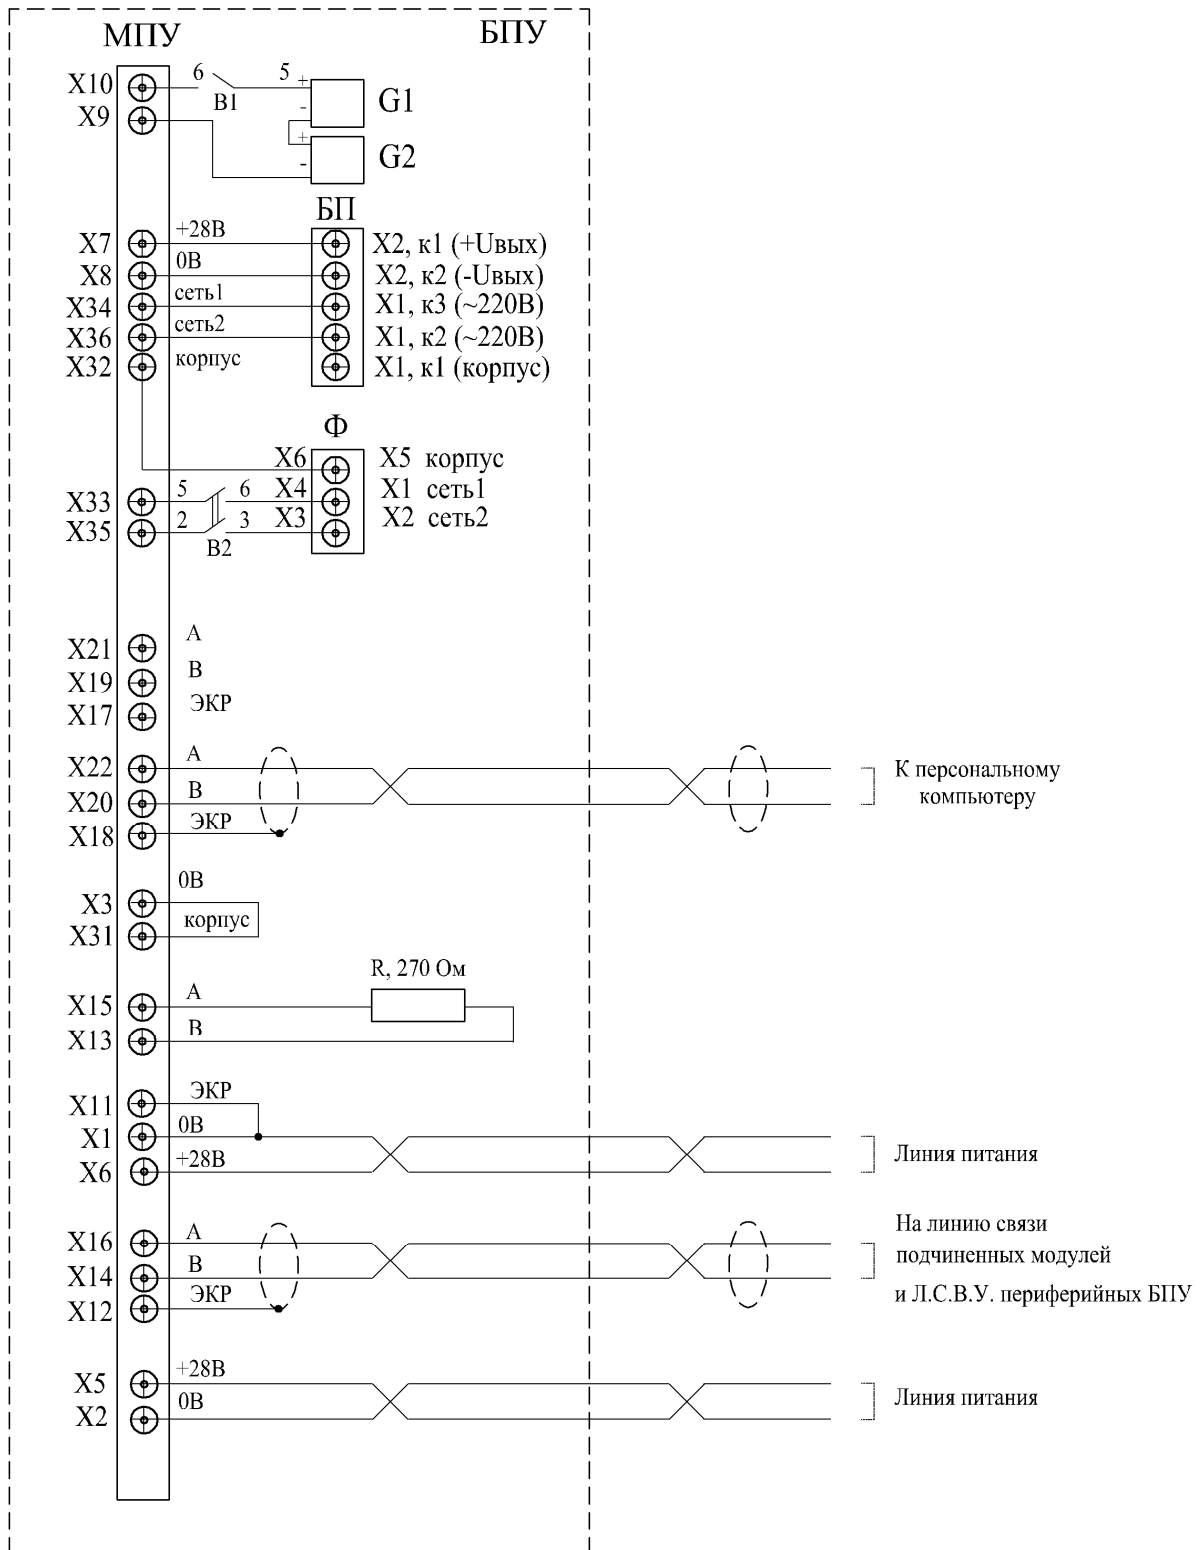 МПУ
БПУ
X10
6
5
+
B1
-
G1
X9
+
-
G2
БП
X7
+28В
X2, к1 (+Uвых)
X8
0В
X2, к2 (-Uвых)
X34
сеть1
X1, к3 (~220В)
X36
сеть2
X1, к2 (~220В)
X32
корпус
X1, к1 (корпус)
Ф
X6
X5 корпус
X33
5
6
X4
X1 сеть1
X35
2
3
X3
X2 сеть2
B2
X21
А
X19
В
X17
ЭКР
X22
А
X20
В
X18
ЭКР
К персональному
компьютеру
X3
0В
X31
корпус
R, 270 Ом
X15
А
X13
В
X11
ЭКР
X1
0В
X6
+28В
Линия питания
X16
А
X14
В
X12
ЭКР
На линию связи
подчиненных модулей
и Л.С.В.У. периферийных БПУ
X5
+28В
X2
0В
Линия питания